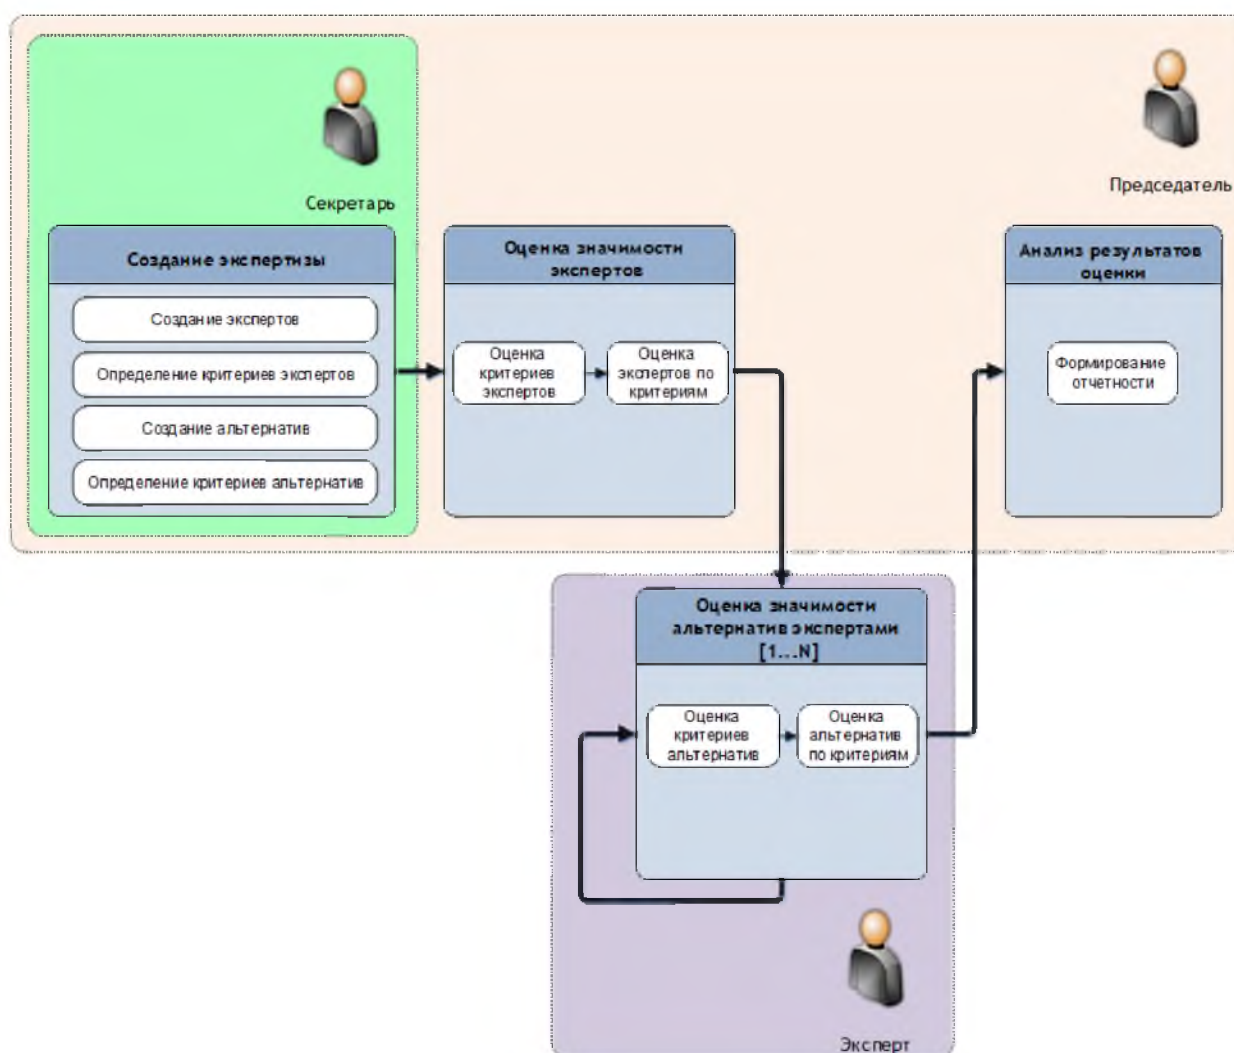 Секретарь
Председатель
Создание экспертизы
Создание экспертов
Определение критериев экспертов
Создание альтернатив
Определение критериев альтернатив
Оценка значимости
экспертов
Оценка
критериев
экспертов
Оценка
экспертов по
критериям
Анализ результатов
оценки
Формирование
отчетности
Оценка значимости
альтернатив экспертами
[1...N]
Оценка
критериев
альтернатив
Оценка
альтернатив
по критериям
Эксперт